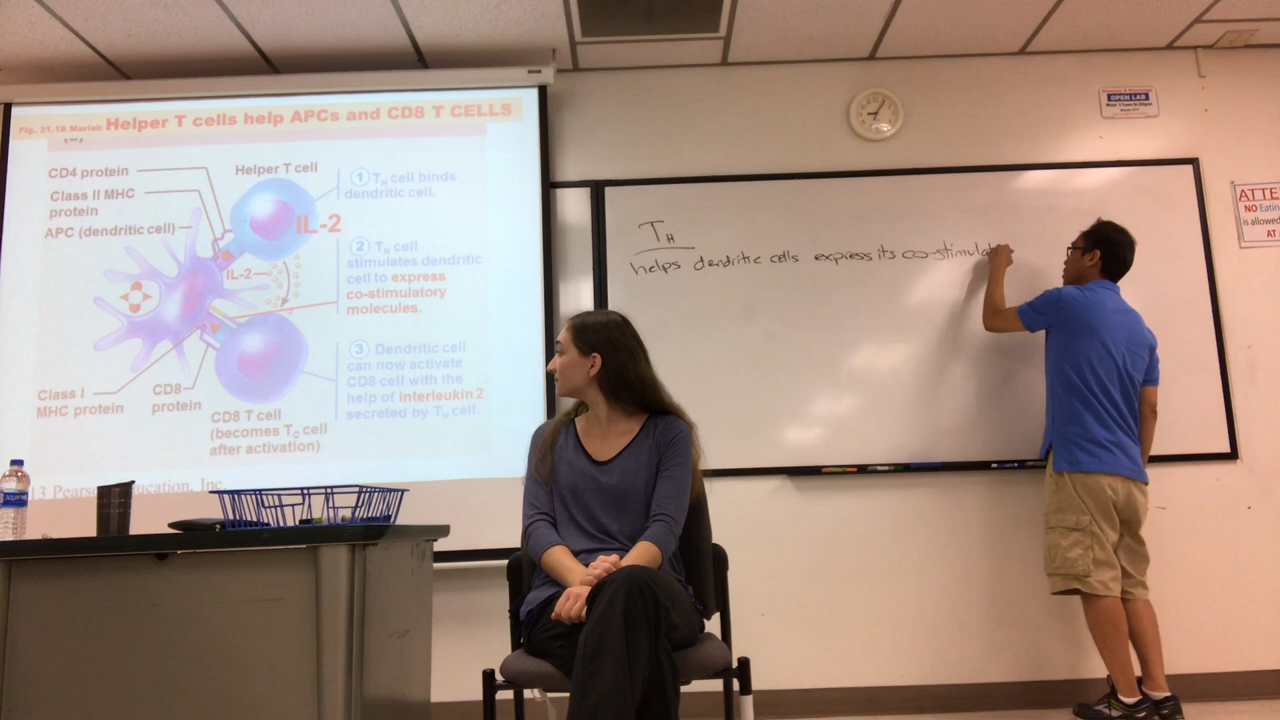 Fig. 21.18 Marieb Helper T cells help APCs and CD8 T CELLS
CD4 protein
Class II MHC
protein
APC (dendritic cell)
Helper T cell
IL-2
IL-2
1 TH cell binds
dendritic cell.
2 TH cell
stimulates dendritic
cell to express
co-stimulatory
molecules.
3 Dendritic cell
can now activate
CD8 cell with the
help of interleukin 2
secreted by TH cell.
Class I
MHC protein
CD8
protein
CD8 T cell
(becomes TC cell
after activation)
13 Pearson Education, Inc.
TH
helps dendritic cells express its co-stimulat
OPEN LAB
ATTE
NO Eatin
is allowed
AT